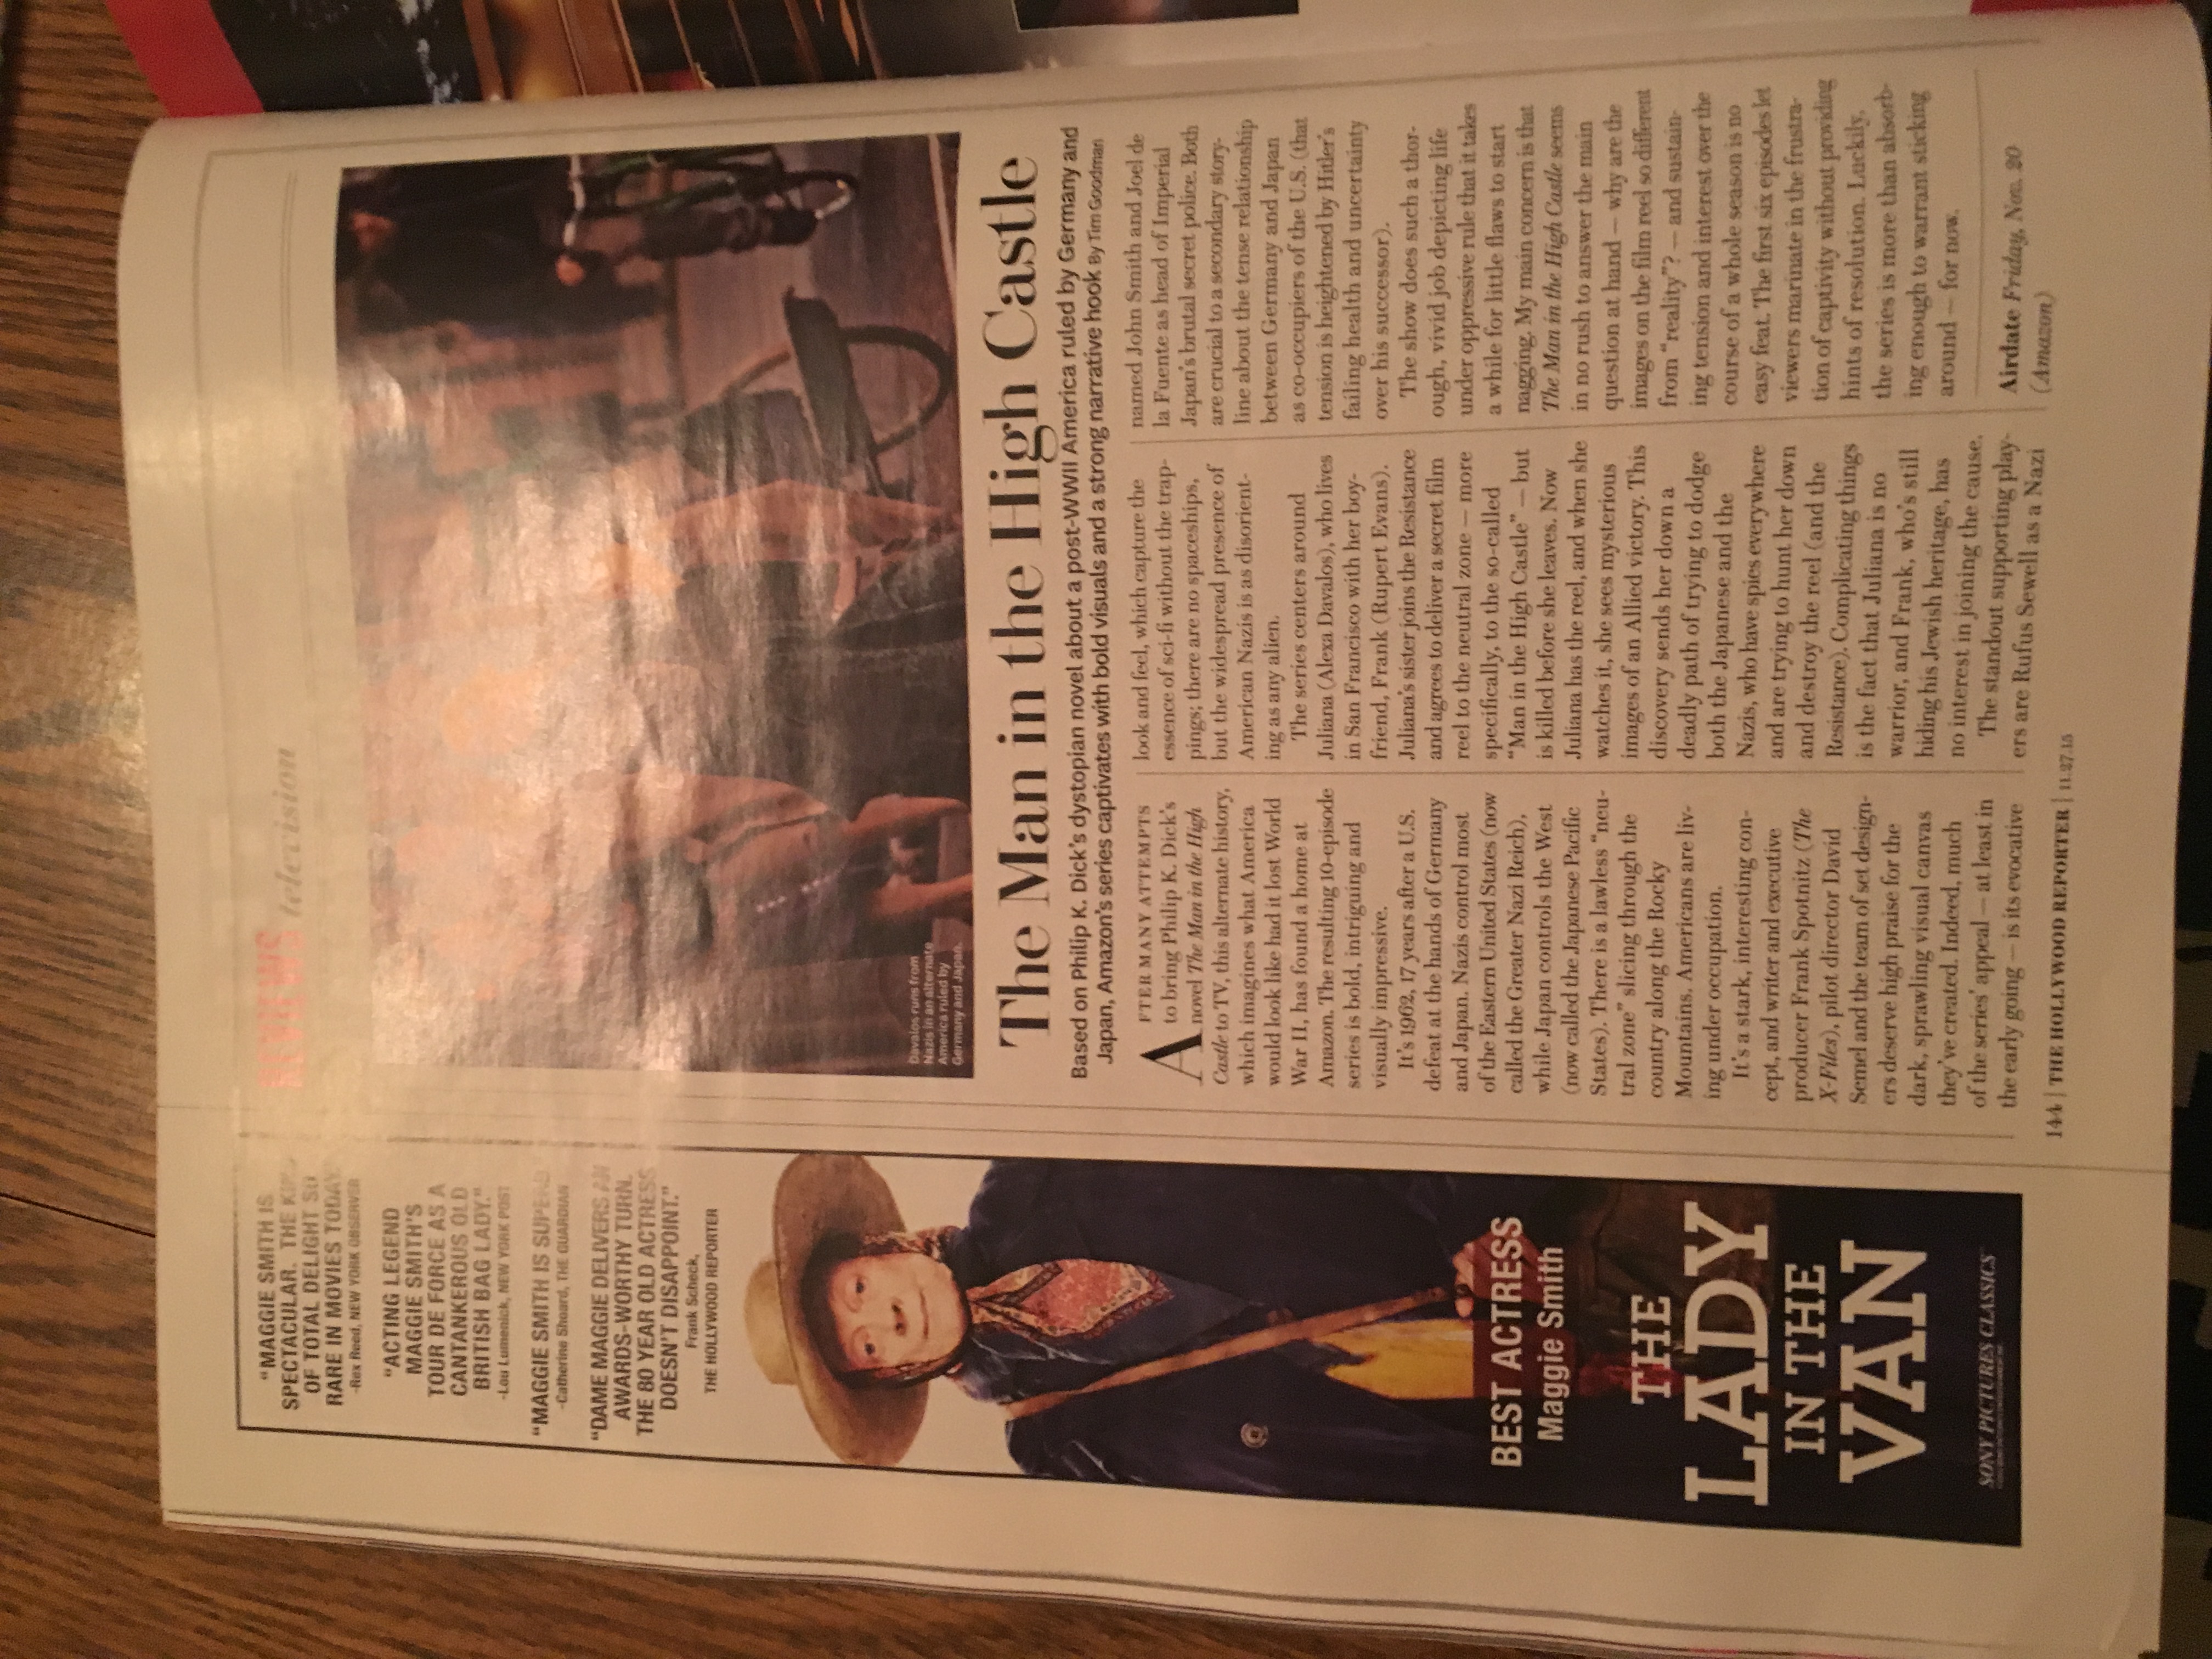 "MAGGIE SMITH IS
SPECTACULAR. THE KIND
OF TOTAL DELIGHT SO
RARE IN MOVIES TODAY.
-Rex Reed, NEW YORK OBSERVER
"ACTING LEGEND
MAGGIE SMITH'S
TOUR DE FORCE AS A
CANTANKEROUS OLD
BRITISH BAG LADY."
-Lou Lumenick, NEW YORK POST
"MAGGIE SMITH IS SUPERB
-Catherine Shoard, THE GUARDIAN
"DAME MAGGIE DELIVERS AN
AWARDS-WORTHY TURN.
THE 80 YEAR OLD ACTRESS
DOESN'T DISAPPOINT."
Frank Scheck,
THE HOLLYWOOD REPORTER
BEST ACTRESS
Maggie Smith
THE
LADY
IN THE
VAN
SONY PICTURES CLASSICS
REVIEWS television
Davalos runs from
Nazis in an alternate
America ruled by
Germany and Japan.
The Man in the High Castle
Based on Philip K. Dick's dystopian novel about a post-WWII America ruled by Germany and
Japan, Amazon's series captivates with bold visuals and a strong narrative hook By Tim Goodman
AFTER MANY ATTEMPTS
to bring Philip K. Dick's
novel The Man in the High
Castle to TV, this alternate history,
which imagines what America
would look like had it lost World
War II, has found a home at
Amazon. The resulting 10-episode
series is bold, intriguing and
visually impressive.
It's 1962, 17 years after a U.S.
defeat at the hands of Germany
and Japan. Nazis control most
of the Eastern United States (now
called the Greater Nazi Reich),
while Japan controls the West
(now called the Japanese Pacific
States). There is a lawless "neu-
tral zone" slicing through the
country along the Rocky
Mountains. Americans are liv-
ing under occupation.
It's a stark, interesting con-
cept, and writer and executive
producer Frank Spotnitz (The
X-Files), pilot director David
Semel and the team of set design-
ers deserve high praise for the
dark, sprawling visual canvas
they've created. Indeed, much
of the series' appeal — at least in
the early going — is its evocative
look and feel, which capture the
essence of sci-fi without the trap-
pings; there are no spaceships,
but the widespread presence of
American Nazis is as disorient-
ing as any alien.
The series centers around
Juliana (Alexa Davalos), who lives
in San Francisco with her boy-
friend, Frank (Rupert Evans).
Juliana's sister joins the Resistance
and agrees to deliver a secret film
reel to the neutral zone — more
specifically, to the so-called
"Man in the High Castle" — but
is killed before she leaves. Now
Juliana has the reel, and when she
watches it, she sees mysterious
images of an Allied victory. This
discovery sends her down a
deadly path of trying to dodge
both the Japanese and the
Nazis, who have spies everywhere
and are trying to hunt her down
and destroy the reel (and the
Resistance). Complicating things
is the fact that Juliana is no
warrior, and Frank, who's still
hiding his Jewish heritage, has
no interest in joining the cause.
The standout supporting play-
ers are Rufus Sewell as a Nazi
named John Smith and Joel de
la Fuente as head of Imperial
Japan's brutal secret police. Both
are crucial to a secondary story-
line about the tense relationship
between Germany and Japan
as co-occupiers of the U.S. (that
tension is heightened by Hitler's
failing health and uncertainty
over his successor).
The show does such a thor-
ough, vivid job depicting life
under oppressive rule that it takes
a while for little flaws to start
nagging. My main concern is that
The Man in the High Castle seems
in no rush to answer the main
question at hand — why are the
images on the film reel so different
from "reality"? — and sustain-
ing tension and interest over the
course of a whole season is no
easy feat. The first six episodes let
viewers marinate in the frustra-
tion of captivity without providing
hints of resolution. Luckily,
the series is more than absorb-
ing enough to warrant sticking
around — for now.
Airdate Friday, Nov. 20
(Amazon)
144 | THE HOLLYWOOD REPORTER | 11.27.15